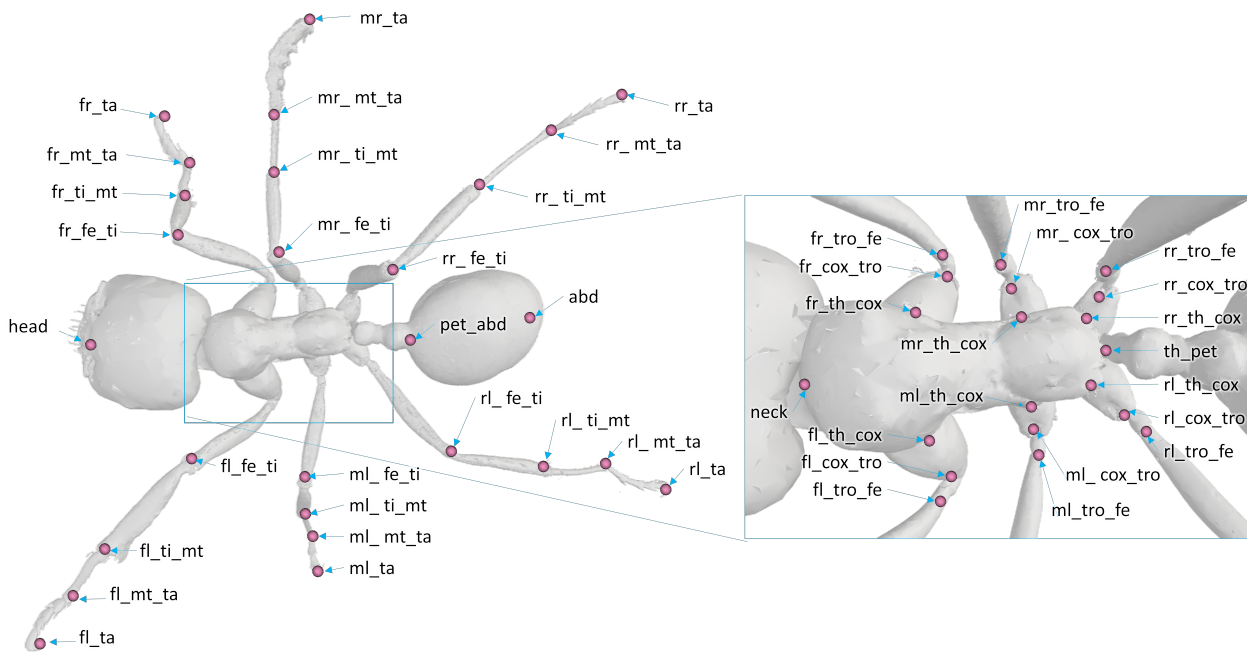 mr_ta
fr_ta
mr_ mt_ta
rr_ta
fr_mt_ta
rr_ mt_ta
mr_ ti_mt
fr_ti_mt
rr_ ti_mt
fr_fe_ti
mr_ fe_ti
rr_ fe_ti
head
abd
pet_abd
rl_ fe_ti
rl_ ti_mt
rl_ mt_ta
rl_ta
fl_fe_ti
ml_ fe_ti
ml_ ti_mt
ml_ mt_ta
ml_ta
fl_ti_mt
fl_mt_ta
fl_ta
mr_tro_fe
mr_ cox_tro
fr_tro_fe
rr_tro_fe
fr_cox_tro
rr_cox_tro
fr_th_cox
rr_th_cox
mr_th_cox
th_pet
rl_th_cox
neck
ml_th_cox
rl_cox_tro
fl_th_cox
rl_tro_fe
fl_cox_tro
ml_ cox_tro
fl_tro_fe
ml_tro_fe